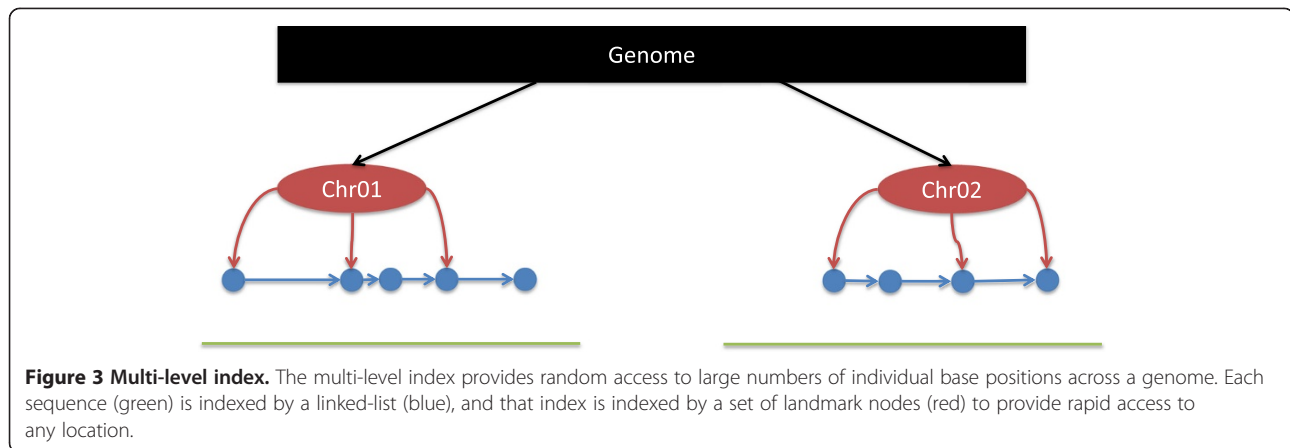 Genome
Chr01
Chr02
Figure 3 Multi-level index. The multi-level index provides random access to large numbers of individual base positions across a genome. Each
sequence (green) is indexed by a linked-list (blue), and that index is indexed by a set of landmark nodes (red) to provide rapid access to
any location.